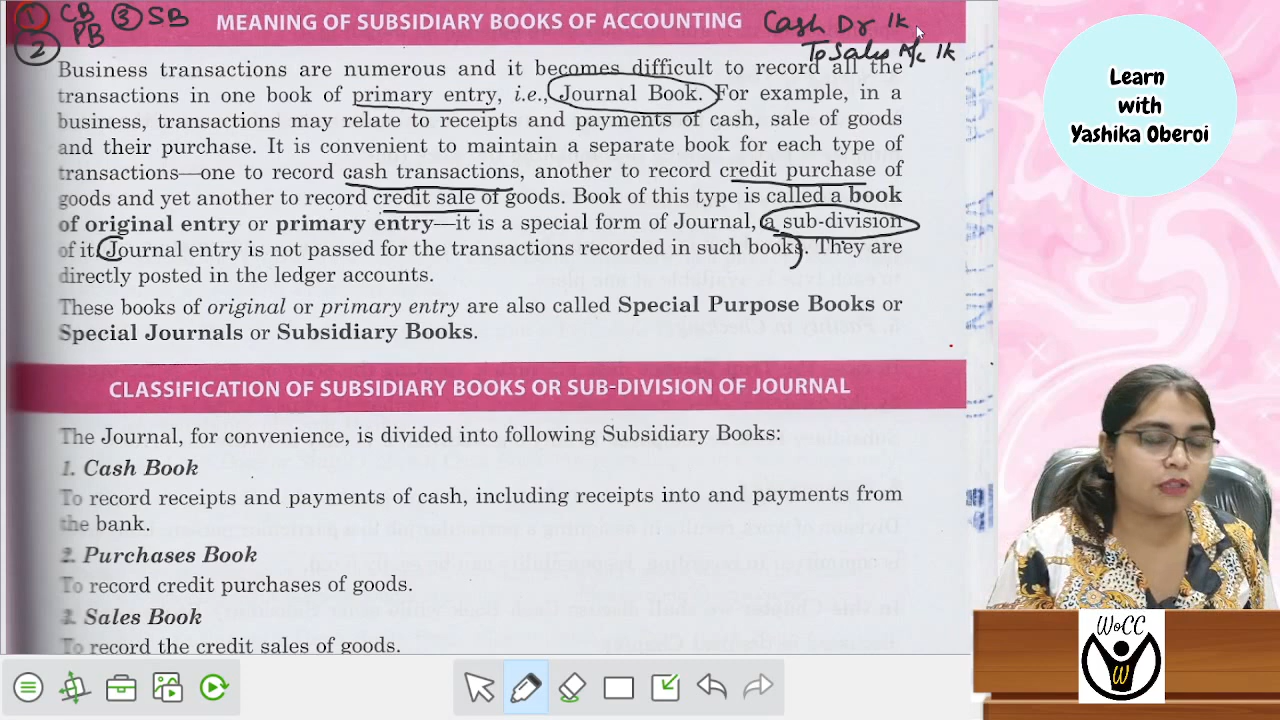 ① CB ③ SB
② PB
MEANING OF SUBSIDIARY BOOKS OF ACCOUNTING
Cash Dr 1k
To Sales A/c 1k
Business transactions are numerous and it becomes difficult to record all the
transactions in one book of primary entry, i.e., Journal Book. For example, in a
business, transactions may relate to receipts and payments of cash, sale of goods
and their purchase. It is convenient to maintain a separate book for each type of
transactions—one to record cash transactions, another to record credit purchase of
goods and yet another to record credit sale of goods. Book of this type is called a book
of original entry or primary entry—it is a special form of Journal, a sub-division
of it. Journal entry is not passed for the transactions recorded in such books. They are
directly posted in the ledger accounts.
These books of original or primary entry are also called Special Purpose Books or
Special Journals or Subsidiary Books.
CLASSIFICATION OF SUBSIDIARY BOOKS OR SUB-DIVISION OF JOURNAL
The Journal, for convenience, is divided into following Subsidiary Books:
1. Cash Book
To record receipts and payments of cash, including receipts into and payments from
the bank.
2. Purchases Book
To record credit purchases of goods.
3. Sales Book
To record the credit sales of goods.
Learn
with
Yashika Oberoi
WoCC
W